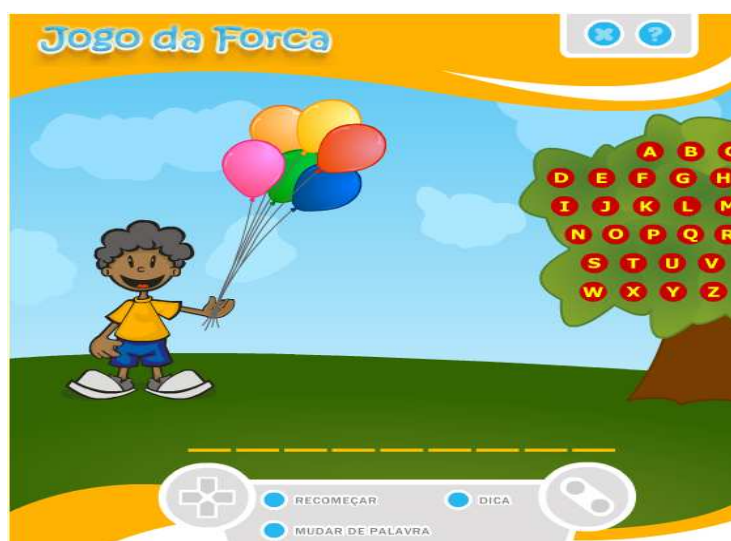 Jogo da Forca
x ?
A B C
D E F G H
I J K L M
N O P Q R
S T U V
W X Y Z
RECOMEÇAR DICA
MUDAR DE PALAVRA